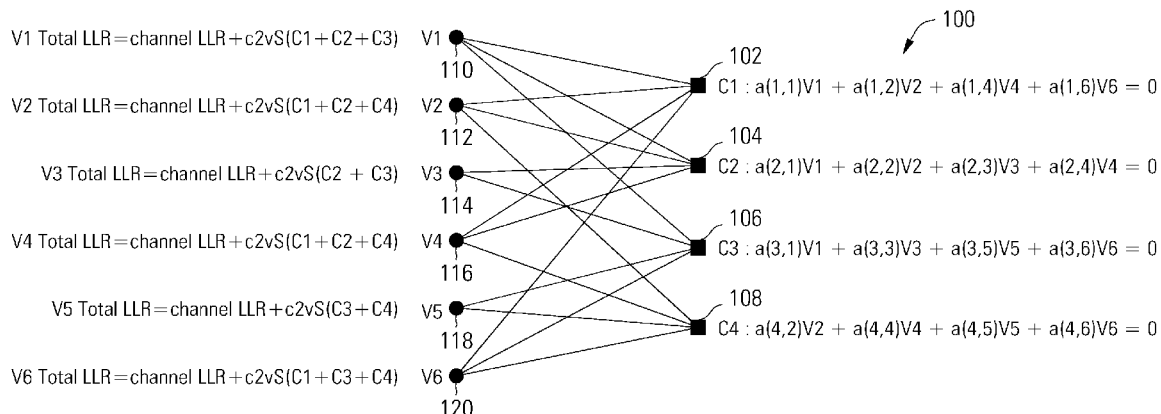 100
V1 Total LLR=channel LLR+c2vS(C1+C2+C3) V1
110
102
C1 : a(1,1)V1 + a(1,2)V2 + a(1,4)V4 + a(1,6)V6 = 0
V2 Total LLR=channel LLR+c2vS(C1+C2+C4) V2
112
104
C2 : a(2,1)V1 + a(2,2)V2 + a(2,3)V3 + a(2,4)V4 = 0
V3 Total LLR=channel LLR+c2vS(C2 + C3) V3
114
106
C3 : a(3,1)V1 + a(3,3)V3 + a(3,5)V5 + a(3,6)V6 = 0
V4 Total LLR=channel LLR+c2vS(C1+C2+C4) V4
116
108
C4 : a(4,2)V2 + a(4,4)V4 + a(4,5)V5 + a(4,6)V6 = 0
V5 Total LLR=channel LLR+c2vS(C3+C4) V5
118
V6 Total LLR=channel LLR+c2vS(C1+C3+C4) V6
120